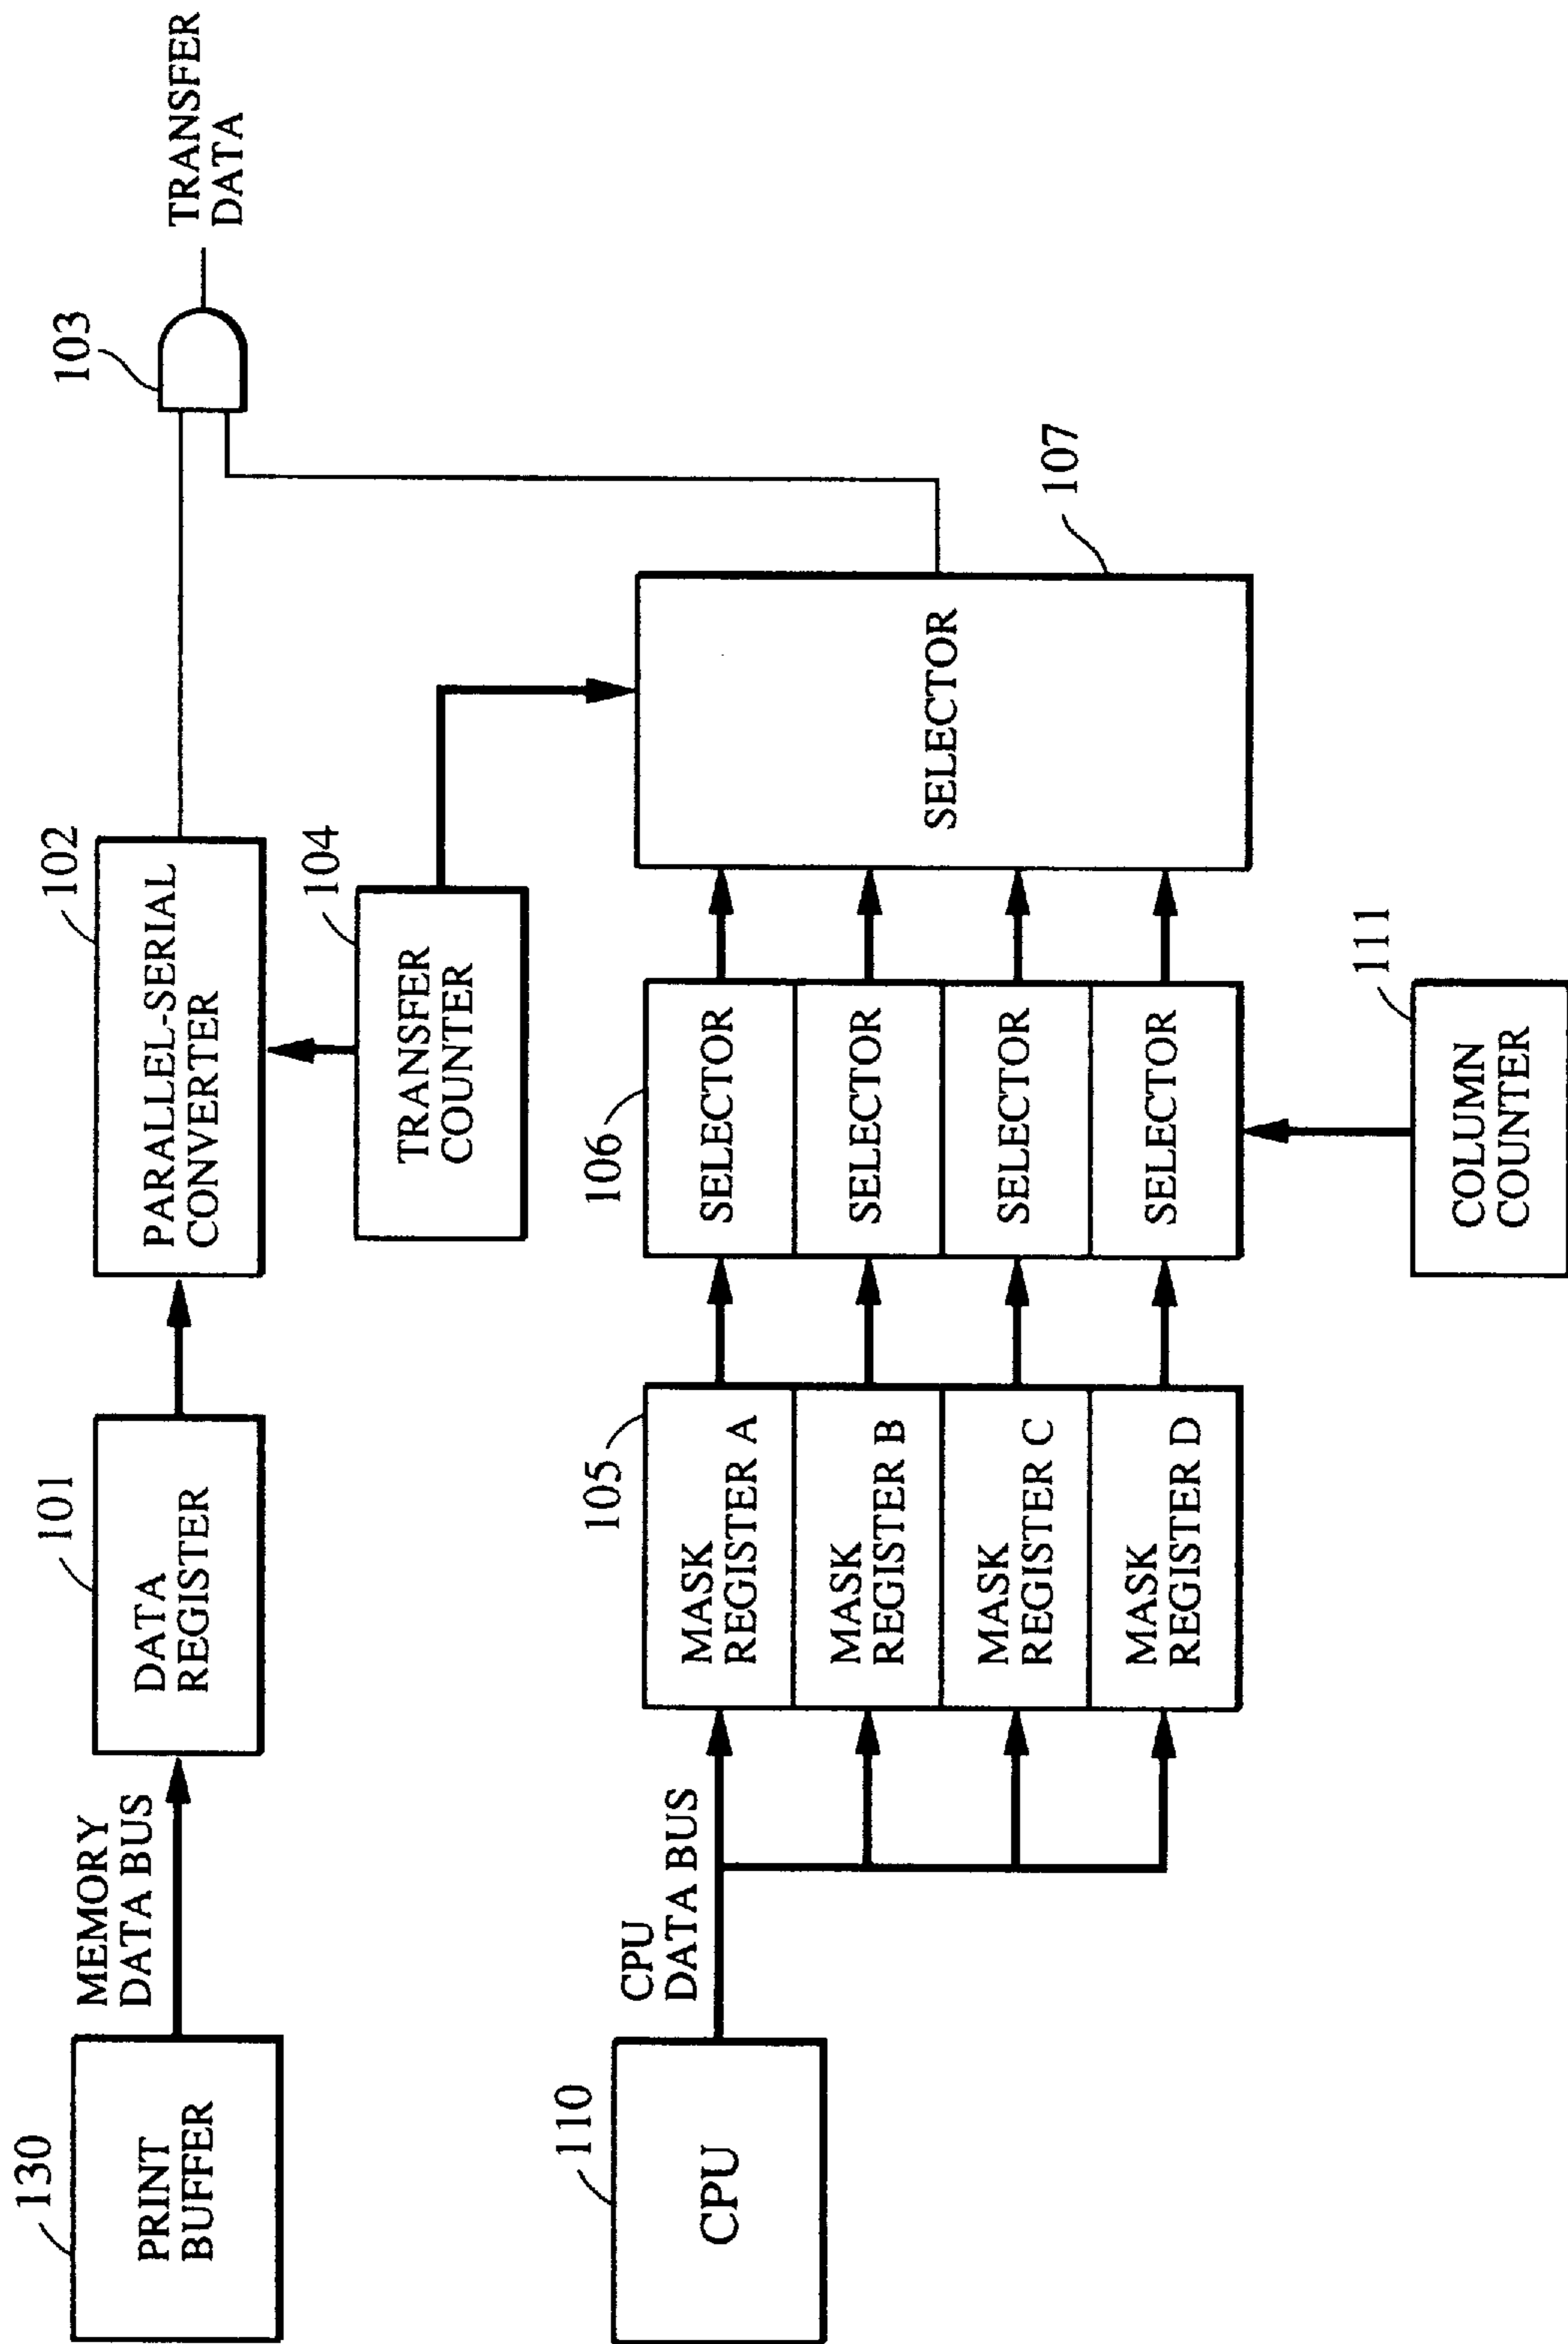 130
PRINT
BUFFER
MEMORY
DATA BUS
101
DATA
REGISTER
102
PARALLEL-SERIAL
CONVERTER
103
TRANSFER
DATA
104
TRANSFER
COUNTER
110
CPU
CPU
DATA BUS
105
MASK
REGISTER A
MASK
REGISTER B
MASK
REGISTER C
MASK
REGISTER D
106
SELECTOR
SELECTOR
SELECTOR
SELECTOR
SELECTOR
107
111
COLUMN
COUNTER